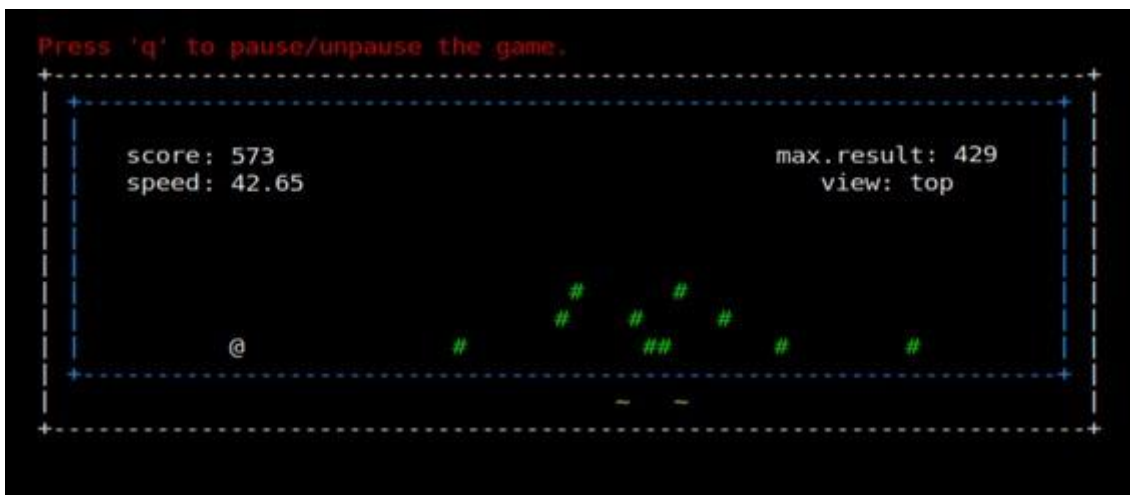 Press 'q' to pause/unpause the game.
score: 573 max.result: 429
speed: 42.65 view: top
# #
# # #
@ # ## # #
~ ~